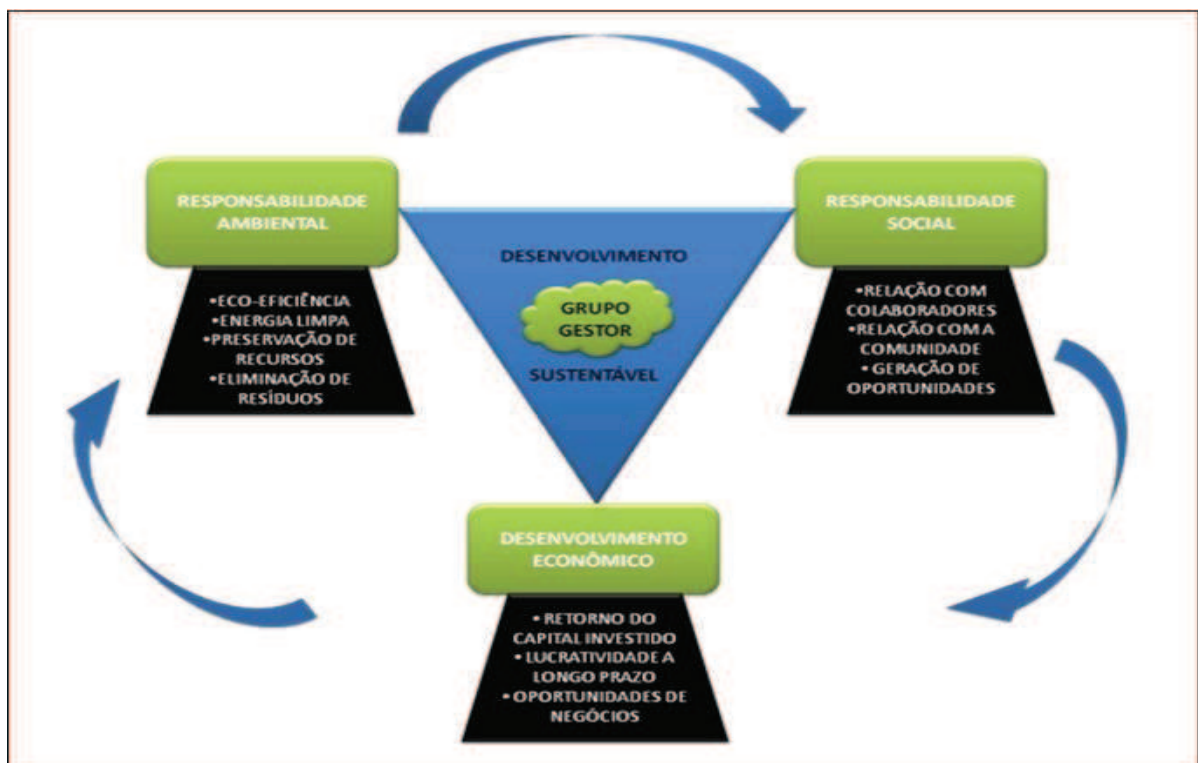 RESPONSABILIDADE
AMBIENTAL
•ECO-EFICIÊNCIA
•ENERGIA LIMPA
•PRESERVAÇÃO DE
RECURSOS
•ELIMINAÇÃO DE
RESÍDUOS
DESENVOLVIMENTO
GRUPO
GESTOR
SUSTENTÁVEL
RESPONSABILIDADE
SOCIAL
•RELAÇÃO COM
COLABORADORES
•RELAÇÃO COM A
COMUNIDADE
• GERAÇÃO DE
OPORTUNIDADES
DESENVOLVIMENTO
ECONÔMICO
• RETORNO DO
CAPITAL INVESTIDO
• LUCRATIVIDADE A
LONGO PRAZO
• OPORTUNIDADES DE
NEGÓCIOS